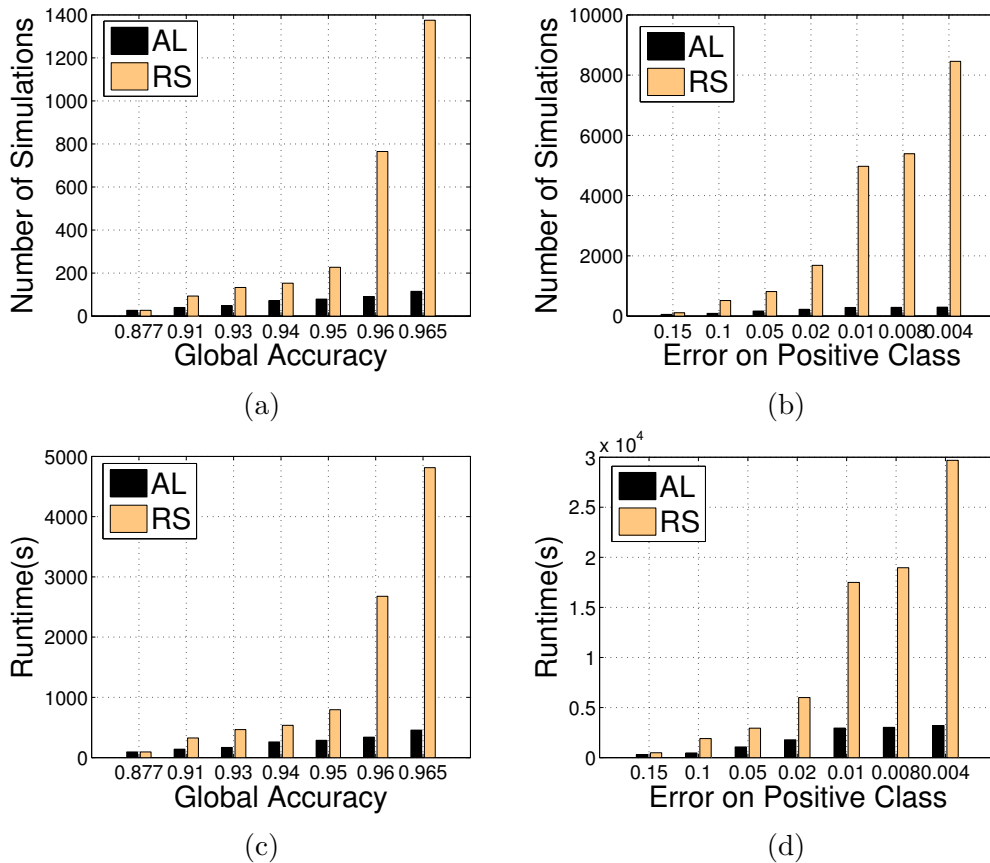 Number of Simulations
1400
1200
1000
800
600
400
200
0
AL
RS
0.877 0.91 0.93 0.94 0.95 0.96 0.965
Global Accuracy
(a)
Number of Simulations
10000
8000
6000
4000
2000
0
AL
RS
0.15 0.1 0.05 0.02 0.01 0.008 0.004
Error on Positive Class
(b)
Runtime(s)
5000
4000
3000
2000
1000
0
AL
RS
0.877 0.91 0.93 0.94 0.95 0.96 0.965
Global Accuracy
(c)
Runtime(s)
x 10^4
3
2.5
2
1.5
1
0.5
0
AL
RS
0.15 0.1 0.05 0.02 0.01 0.008 0.004
Error on Positive Class
(d)